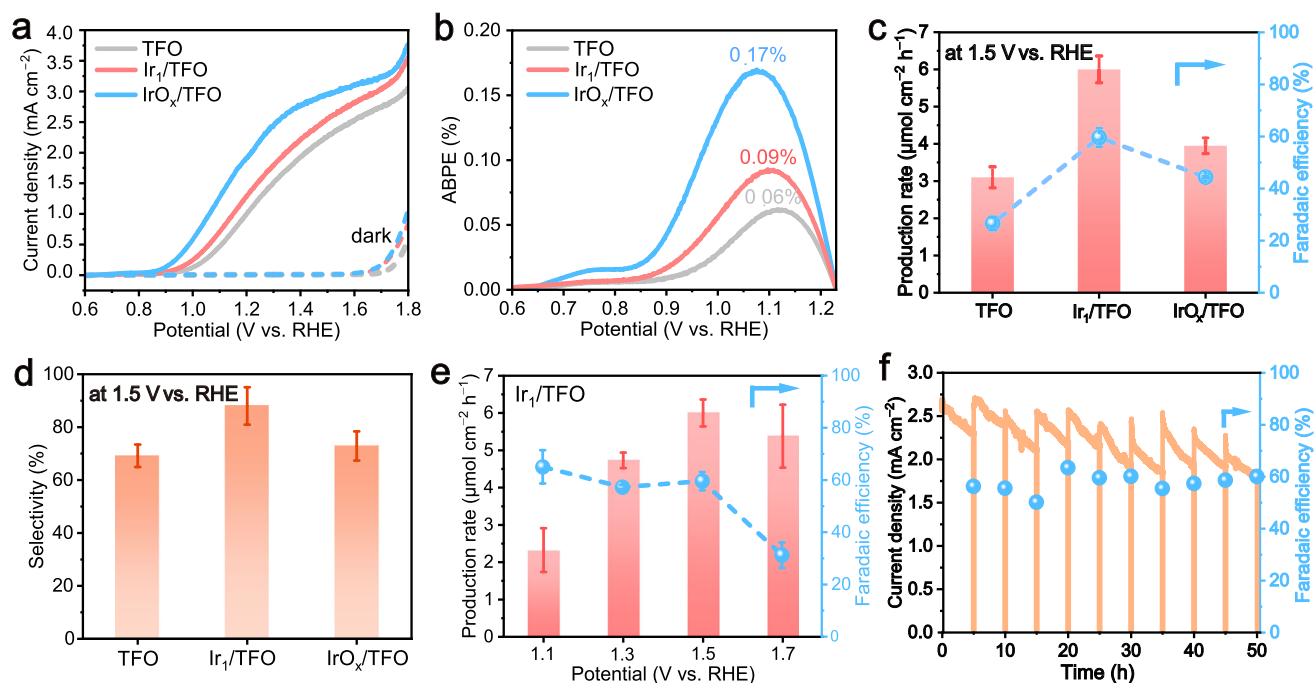 a
4.0
3.5
3.0
2.5
2.0
1.5
1.0
0.5
0.0
Current density (mA cm⁻²)
TFO
Ir₁/TFO
IrOₓ/TFO
dark
0.6 0.8 1.0 1.2 1.4 1.6 1.8
Potential (V vs. RHE)
b
0.20
0.15
0.10
0.05
0.00
ABPE (%)
TFO
Ir₁/TFO
IrOₓ/TFO
0.17%
0.09%
0.06%
0.6 0.7 0.8 0.9 1.0 1.1 1.2
Potential (V vs. RHE)
c
at 1.5 V vs. RHE
7
6
5
4
3
2
1
0
Production rate (μmol cm⁻² h⁻¹)
100
80
60
40
20
0
Faradaic efficiency (%)
TFO Ir₁/TFO IrOₓ/TFO
d
at 1.5 V vs. RHE
100
80
60
40
20
0
Selectivity (%)
TFO Ir₁/TFO IrOₓ/TFO
e
Ir₁/TFO
7
6
5
4
3
2
1
0
Production rate (μmol cm⁻² h⁻¹)
100
80
60
40
20
0
Faradaic efficiency (%)
1.1 1.3 1.5 1.7
Potential (V vs. RHE)
f
3.0
2.5
2.0
1.5
1.0
0.5
0.0
Current density (mA cm⁻²)
100
80
60
40
20
0
Faradaic efficiency (%)
0 10 20 30 40 50
Time (h)